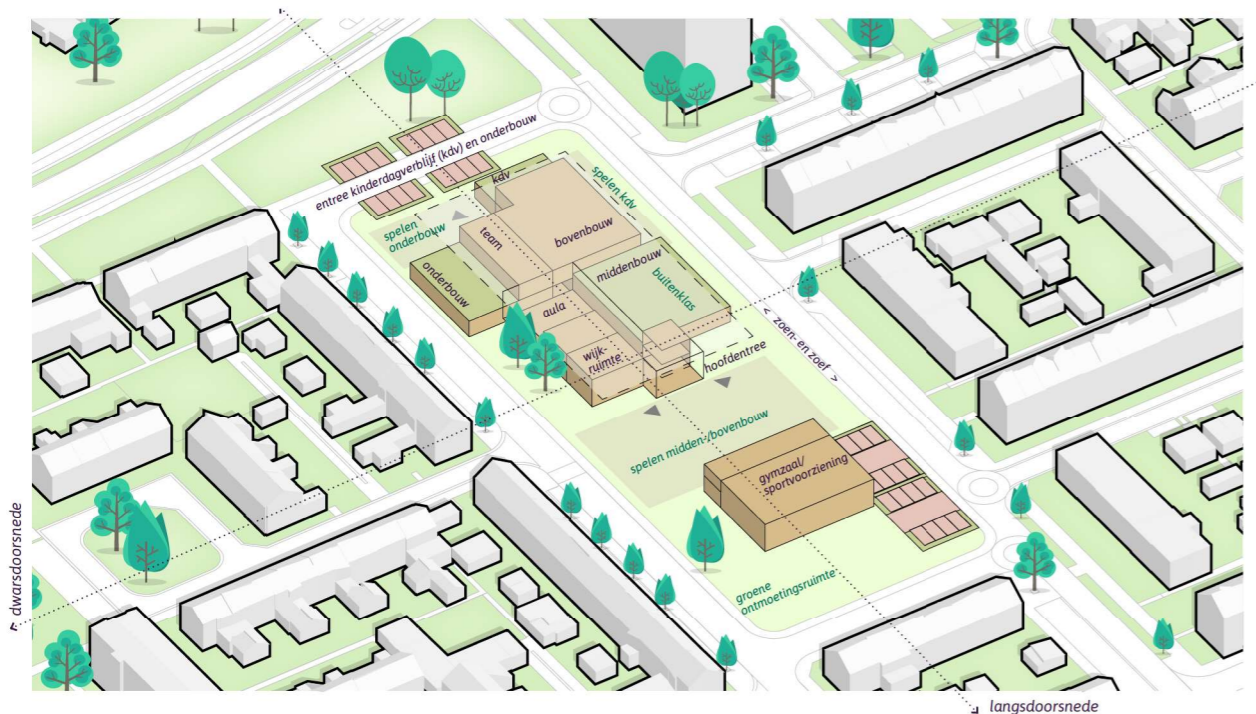 entree kinderdagverblijf (kdv) en onderbouw
kdv
spelen kdv
spelen
onderbouw
team
bovenbouw
onderbouw
middenbouw
buitenklas
aula
wijk-
ruimte
hoofdentree
< zoen- en zoef >
spelen midden-/bovenbouw
gymzaal/
sportvoorziening
groene
ontmoetingsruimte
dwarsdoorsnede
langsdoorsnede